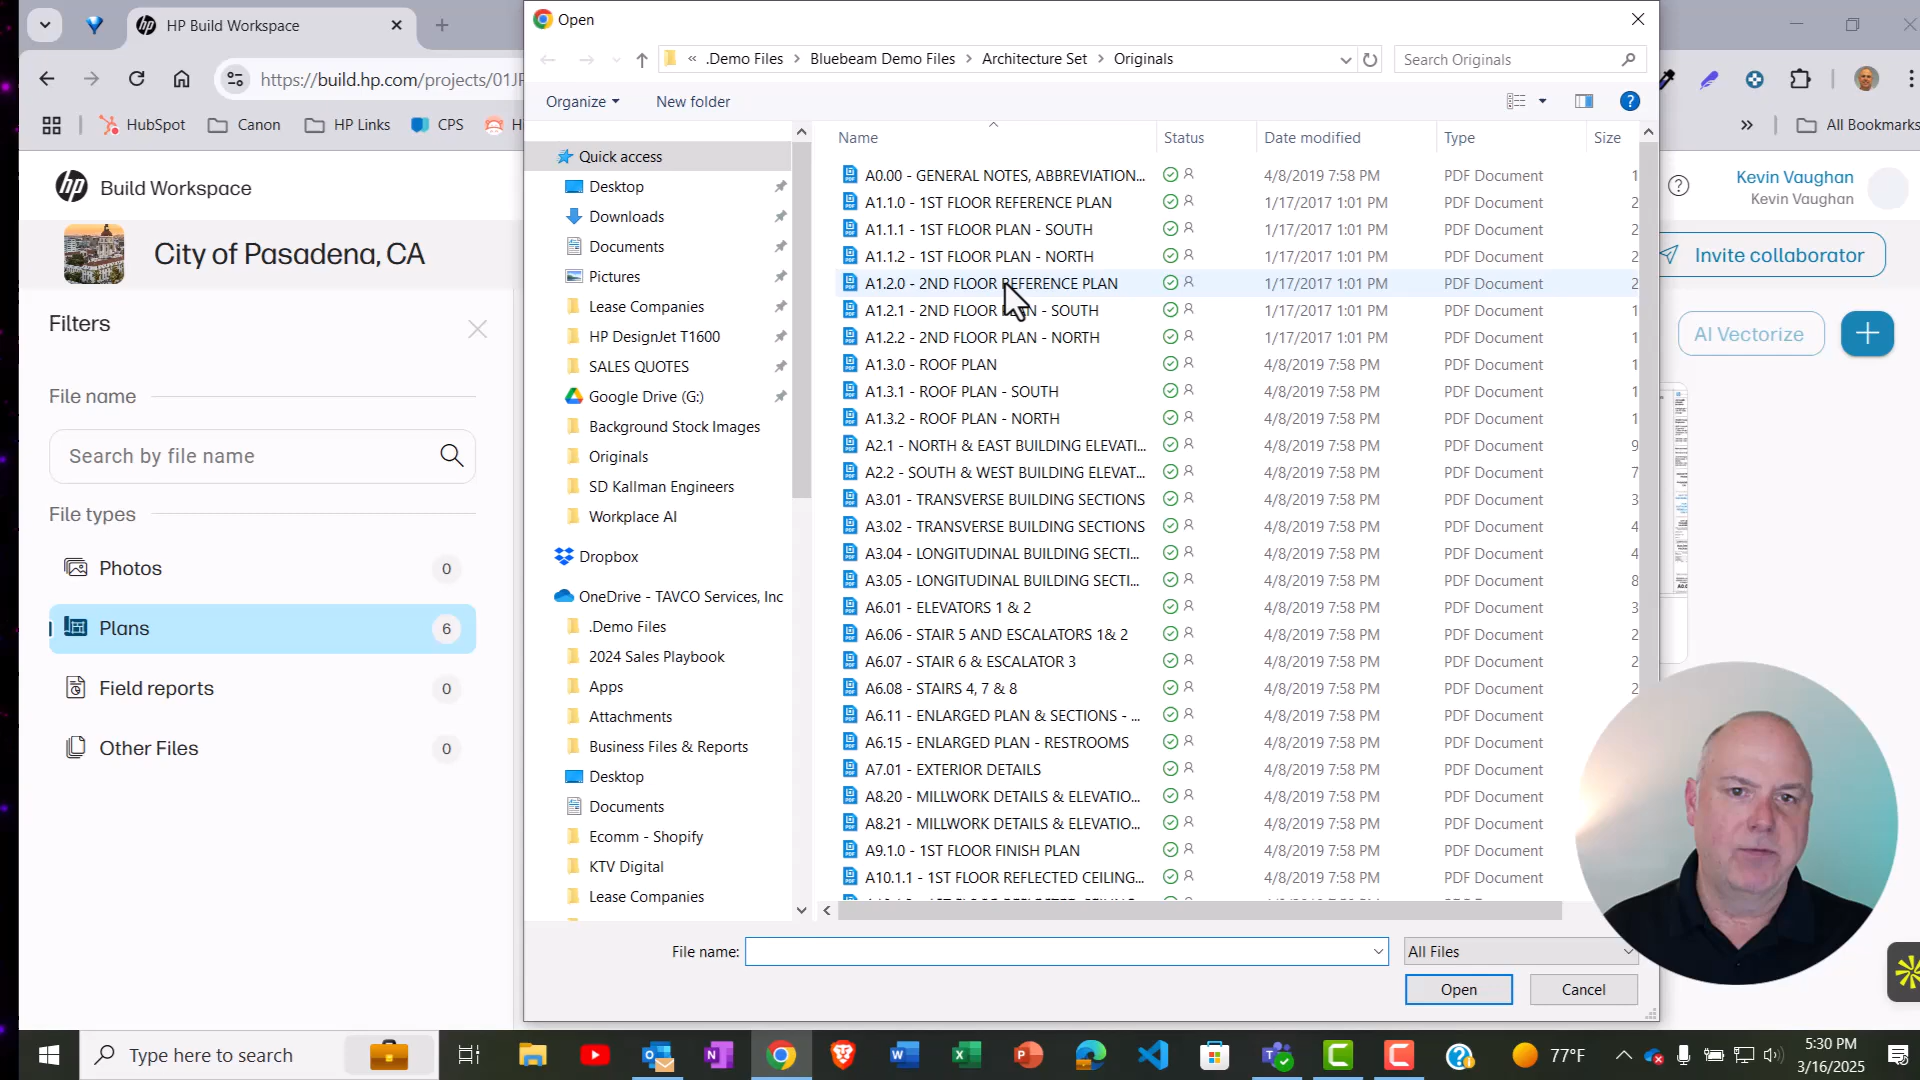 HP Build Workspace
https://build.hp.com/projects/01JF
HubSpot
Canon
HP Links
CPS
All Bookmarks
Build Workspace
Kevin Vaughan
Kevin Vaughan
City of Pasadena, CA
Invite collaborator
AI Vectorize
Filters
File name
Search by file name
File types
Photos 0
Plans 6
Field reports 0
Other Files 0
Open
« .Demo Files > Bluebeam Demo Files > Architecture Set > Originals
Search Originals
Organize
New folder
Quick access
Desktop
Downloads
Documents
Pictures
Lease Companies
HP DesignJet T1600
SALES QUOTES
Google Drive (G:)
Background Stock Images
Originals
SD Kallman Engineers
Workplace AI
Dropbox
OneDrive - TAVCO Services, Inc
.Demo Files
2024 Sales Playbook
Apps
Attachments
Business Files & Reports
Desktop
Documents
Ecomm - Shopify
KTV Digital
Lease Companies
Name Status Date modified Type Size
A0.00 - GENERAL NOTES, ABBREVIATION... 4/8/2019 7:58 PM PDF Document 1
A1.1.0 - 1ST FLOOR REFERENCE PLAN 1/17/2017 1:01 PM PDF Document 2
A1.1.1 - 1ST FLOOR PLAN - SOUTH 1/17/2017 1:01 PM PDF Document 2
A1.1.2 - 1ST FLOOR PLAN - NORTH 1/17/2017 1:01 PM PDF Document 2
A1.2.0 - 2ND FLOOR REFERENCE PLAN 1/17/2017 1:01 PM PDF Document 2
A1.2.1 - 2ND FLOOR PLAN - SOUTH 1/17/2017 1:01 PM PDF Document 1
A1.2.2 - 2ND FLOOR PLAN - NORTH 1/17/2017 1:01 PM PDF Document 1
A1.3.0 - ROOF PLAN 4/8/2019 7:58 PM PDF Document 1
A1.3.1 - ROOF PLAN - SOUTH 4/8/2019 7:58 PM PDF Document 1
A1.3.2 - ROOF PLAN - NORTH 4/8/2019 7:58 PM PDF Document 1
A2.1 - NORTH & EAST BUILDING ELEVATI... 4/8/2019 7:58 PM PDF Document 9
A2.2 - SOUTH & WEST BUILDING ELEVAT... 4/8/2019 7:58 PM PDF Document 7
A3.01 - TRANSVERSE BUILDING SECTIONS 4/8/2019 7:58 PM PDF Document 3
A3.02 - TRANSVERSE BUILDING SECTIONS 4/8/2019 7:58 PM PDF Document 4
A3.04 - LONGITUDINAL BUILDING SECTI... 4/8/2019 7:58 PM PDF Document 4
A3.05 - LONGITUDINAL BUILDING SECTI... 4/8/2019 7:58 PM PDF Document 8
A6.01 - ELEVATORS 1 & 2 4/8/2019 7:58 PM PDF Document 3
A6.06 - STAIR 5 AND ESCALATORS 1& 2 4/8/2019 7:58 PM PDF Document 2
A6.07 - STAIR 6 & ESCALATOR 3 4/8/2019 7:58 PM PDF Document 2
A6.08 - STAIRS 4, 7 & 8 4/8/2019 7:58 PM PDF Document 2
A6.11 - ENLARGED PLAN & SECTIONS - ... 4/8/2019 7:58 PM PDF Document
A6.15 - ENLARGED PLAN - RESTROOMS 4/8/2019 7:58 PM PDF Document
A7.01 - EXTERIOR DETAILS 4/8/2019 7:58 PM PDF Document
A8.20 - MILLWORK DETAILS & ELEVATIO... 4/8/2019 7:58 PM PDF Document
A8.21 - MILLWORK DETAILS & ELEVATIO... 4/8/2019 7:58 PM PDF Document
A9.1.0 - 1ST FLOOR FINISH PLAN 4/8/2019 7:58 PM PDF Document
A10.1.1 - 1ST FLOOR REFLECTED CEILING... 4/8/2019 7:58 PM PDF Document
File name:
All Files
Open
Cancel
Type here to search
77°F
5:30 PM
3/16/2025